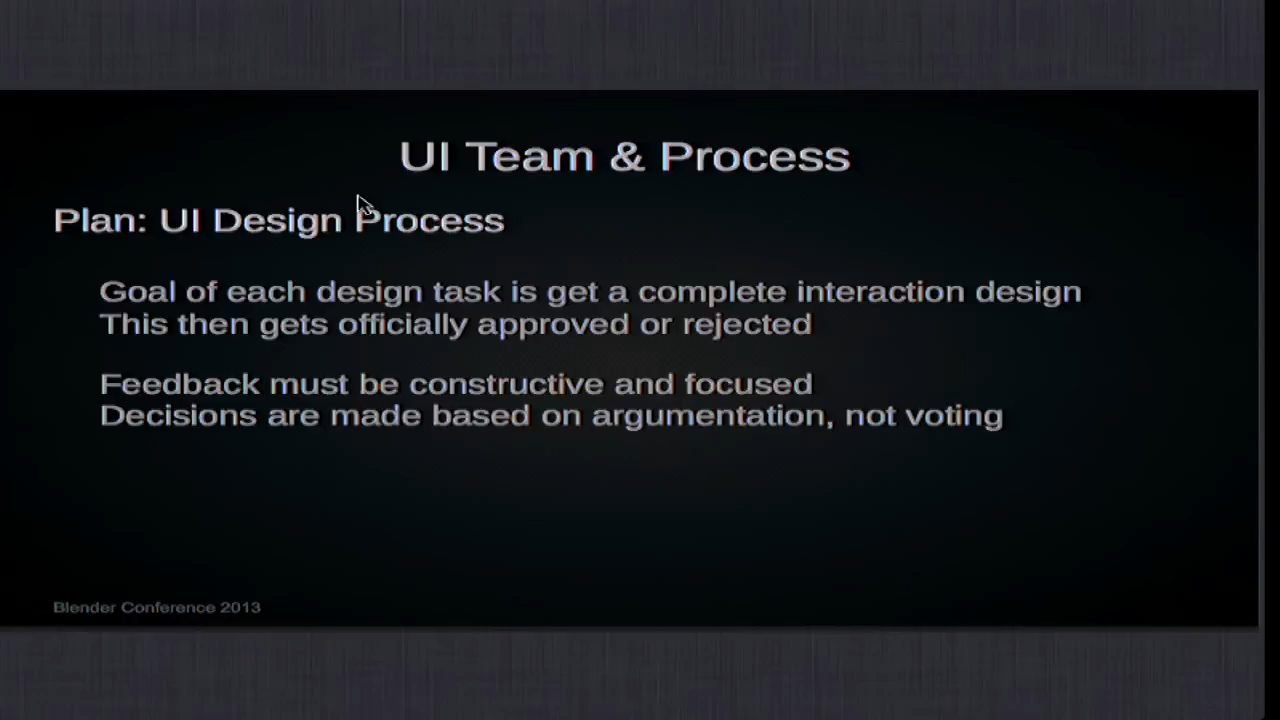 UI Team & Process
Plan: UI Design Process
Goal of each design task is get a complete interaction design
This then gets officially approved or rejected
Feedback must be constructive and focused
Decisions are made based on argumentation, not voting
Blender Conference 2013